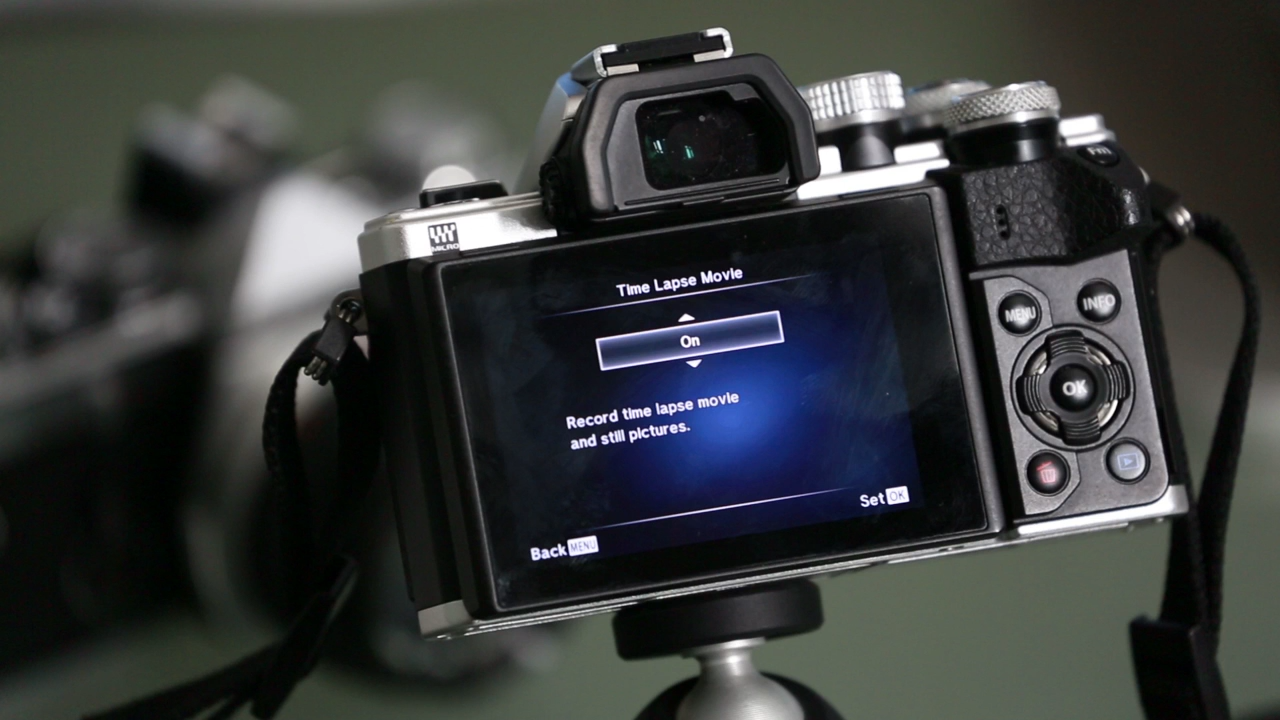 Fn1
MICRO
Time Lapse Movie
On
MENU
INFO
OK
Record time lapse movie
and still pictures.
Set OK
Back MENU